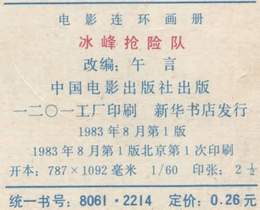 电影连环画册
冰峰抢险队
改编：午言
中国电影出版社出版
一二〇一工厂印刷 新华书店发行
1983年8月第1版
1983年8月第1版北京第1次印刷
开本：787×1092毫米 1/60 印张：2½
统一书号：8061·2214 定价：0.26元